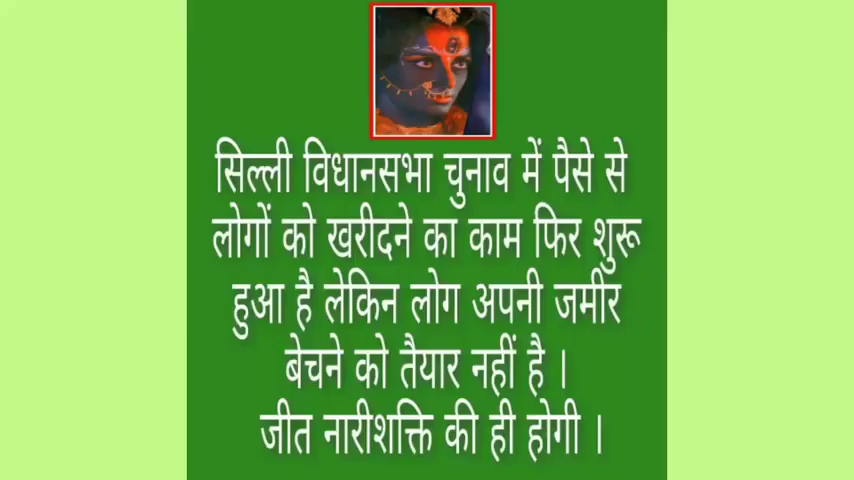 सिल्ली विधानसभा चुनाव में पैसे से
लोगों को खरीदने का काम फिर शुरू
हुआ है लेकिन लोग अपनी जमीर
बेचने को तैयार नहीं है ।
जीत नारीशक्ति की ही होगी ।